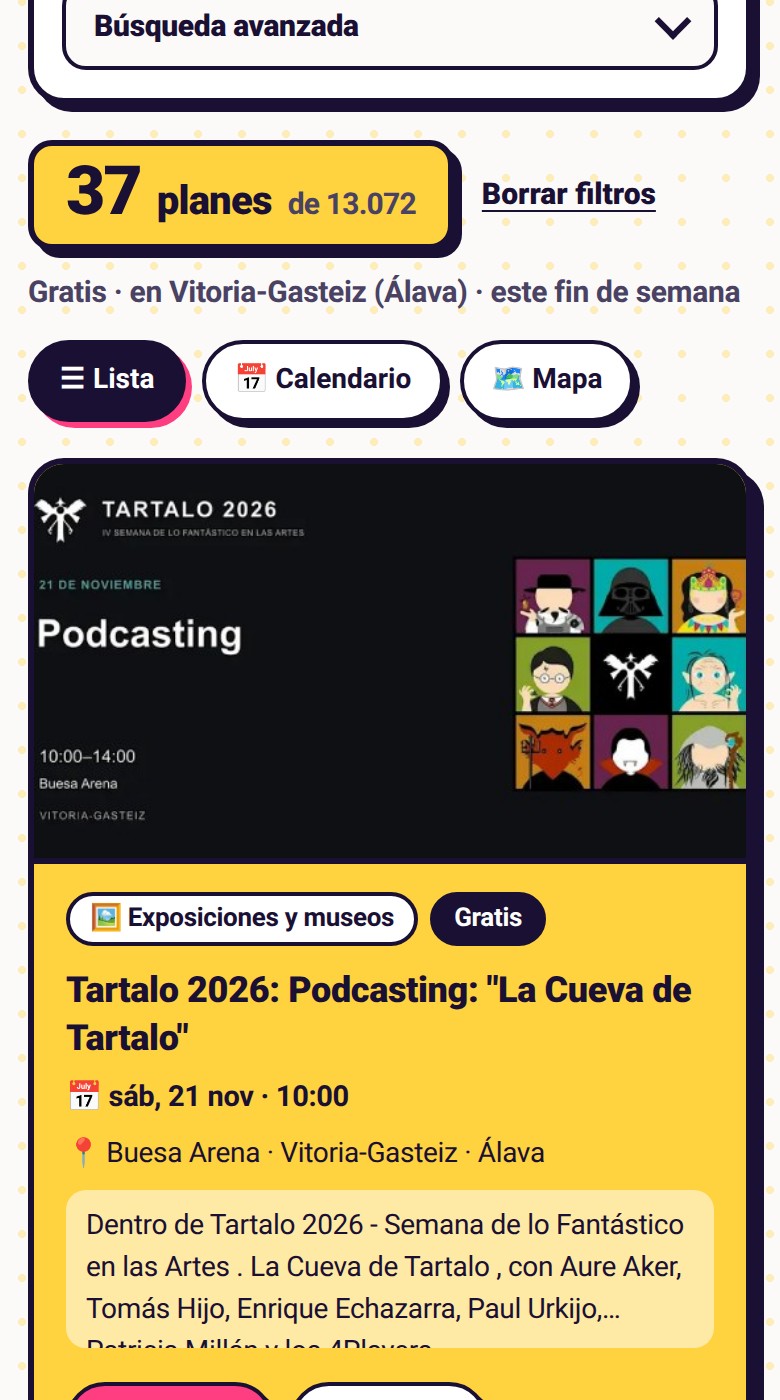 Búsqueda avanzada
37 planes de 13.072
Borrar filtros
Gratis · en Vitoria-Gasteiz (Álava) · este fin de semana
☰ Lista
📅 Calendario
🗺️ Mapa
TARTALO 2026
IV SEMANA DE LO FANTÁSTICO EN LAS ARTES
21 DE NOVIEMBRE
Podcasting
10:00–14:00
Buesa Arena
VITORIA-GASTEIZ
🖼️ Exposiciones y museos
Gratis
Tartalo 2026: Podcasting: "La Cueva de
Tartalo"
📅 sáb, 21 nov · 10:00
📍 Buesa Arena · Vitoria-Gasteiz · Álava
Dentro de Tartalo 2026 - Semana de lo Fantástico
en las Artes . La Cueva de Tartalo , con Aure Aker,
Tomás Hijo, Enrique Echazarra, Paul Urkijo,...
Patricia Millán y los 4Players